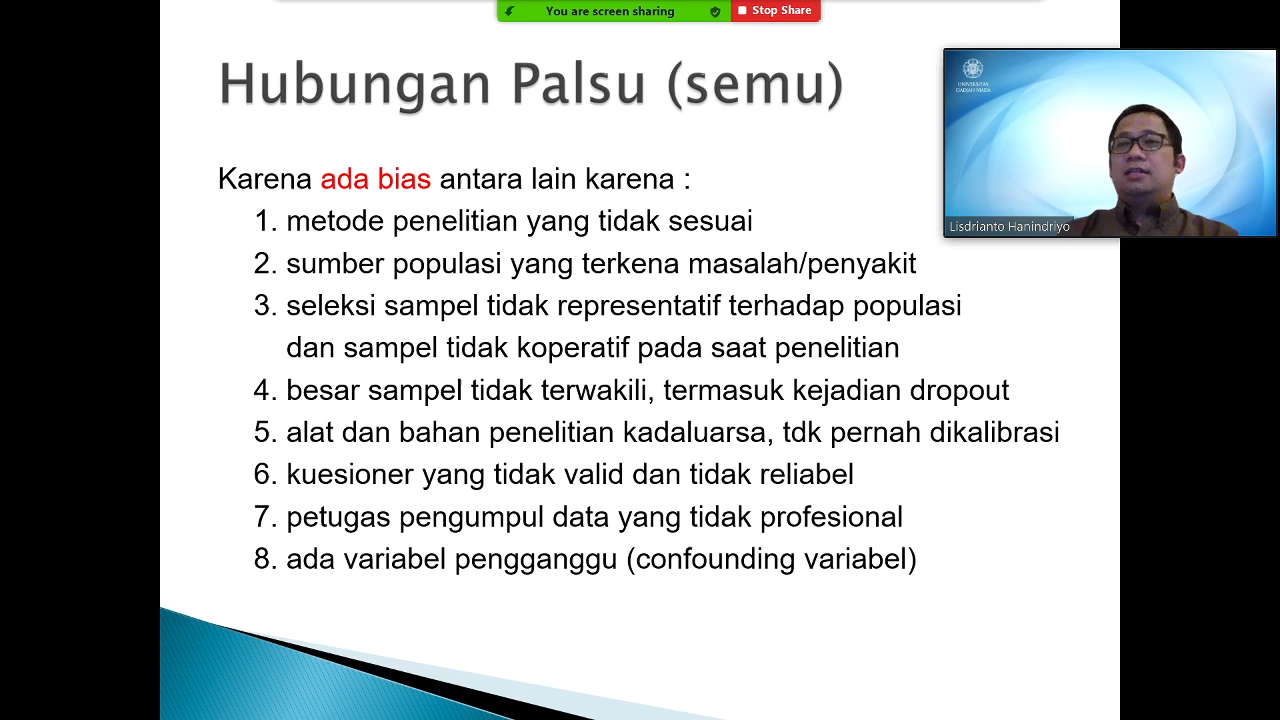 You are screen sharing
Stop Share
Hubungan Palsu (semu)
UNIVERSITAS
GADJAH MADA
Lisdrianto Hanindriyo
Karena ada bias antara lain karena :
1. metode penelitian yang tidak sesuai
2. sumber populasi yang terkena masalah/penyakit
3. seleksi sampel tidak representatif terhadap populasi
dan sampel tidak koperatif pada saat penelitian
4. besar sampel tidak terwakili, termasuk kejadian dropout
5. alat dan bahan penelitian kadaluarsa, tdk pernah dikalibrasi
6. kuesioner yang tidak valid dan tidak reliabel
7. petugas pengumpul data yang tidak profesional
8. ada variabel pengganggu (confounding variabel)